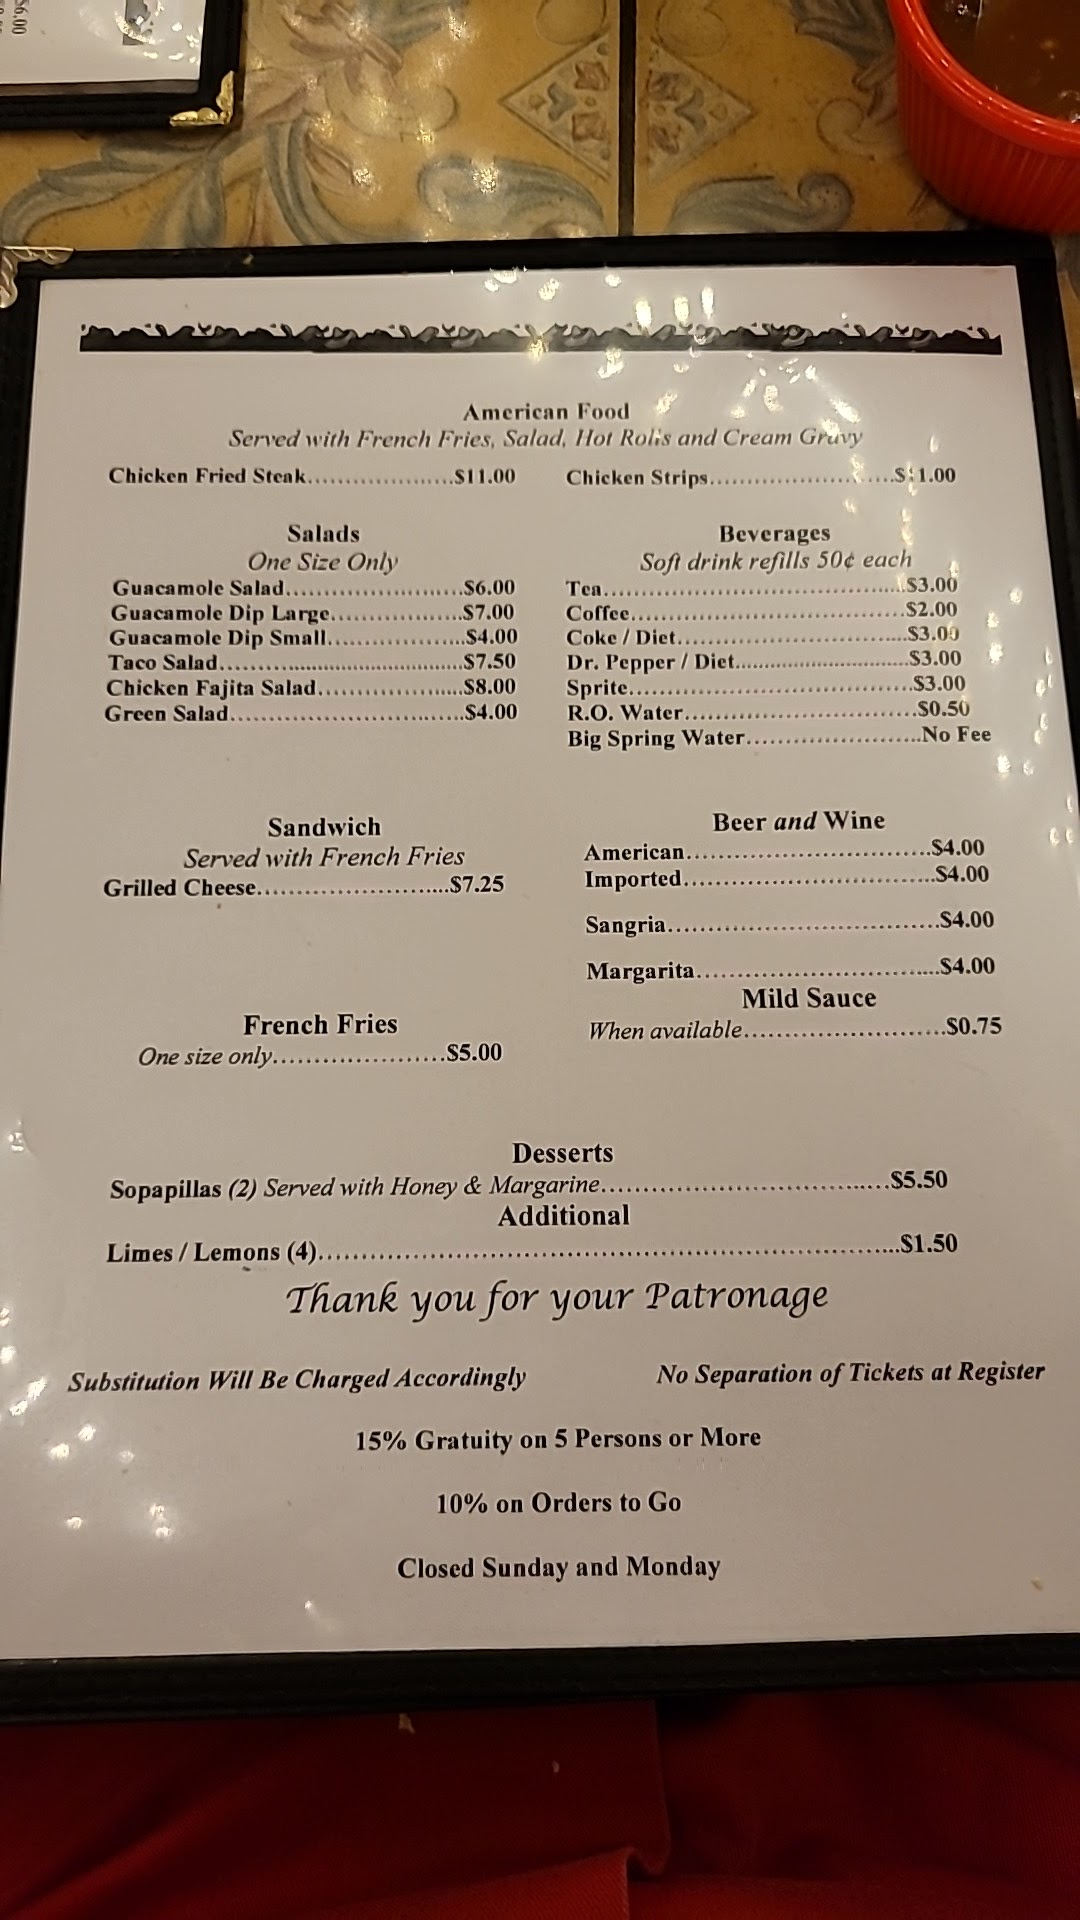 $6.00
American Food
Served with French Fries, Salad, Hot Rolls and Cream Gravy
Chicken Fried Steak....................$11.00
Chicken Strips.........................$11.00
Salads
One Size Only
Guacamole Salad........................$6.00
Guacamole Dip Large..................$7.00
Guacamole Dip Small...................$4.00
Taco Salad.................................$7.50
Chicken Fajita Salad....................$8.00
Green Salad................................$4.00
Beverages
Soft drink refills 50¢ each
Tea..........................................$3.00
Coffee......................................$2.00
Coke / Diet................................$3.00
Dr. Pepper / Diet........................$3.00
Sprite.......................................$3.00
R.O. Water................................$0.50
Big Spring Water.......................No Fee
Sandwich
Served with French Fries
Grilled Cheese..........................$7.25
Beer and Wine
American.................................$4.00
Imported..................................$4.00
Sangria....................................$4.00
Margarita.................................$4.00
Mild Sauce
When available..........................$0.75
French Fries
One size only.......................$5.00
Desserts
Sopapillas (2) Served with Honey & Margarine..................................$5.50
Additional
Limes / Lemons (4).....................................................................$1.50
Thank you for your Patronage
Substitution Will Be Charged Accordingly
No Separation of Tickets at Register
15% Gratuity on 5 Persons or More
10% on Orders to Go
Closed Sunday and Monday